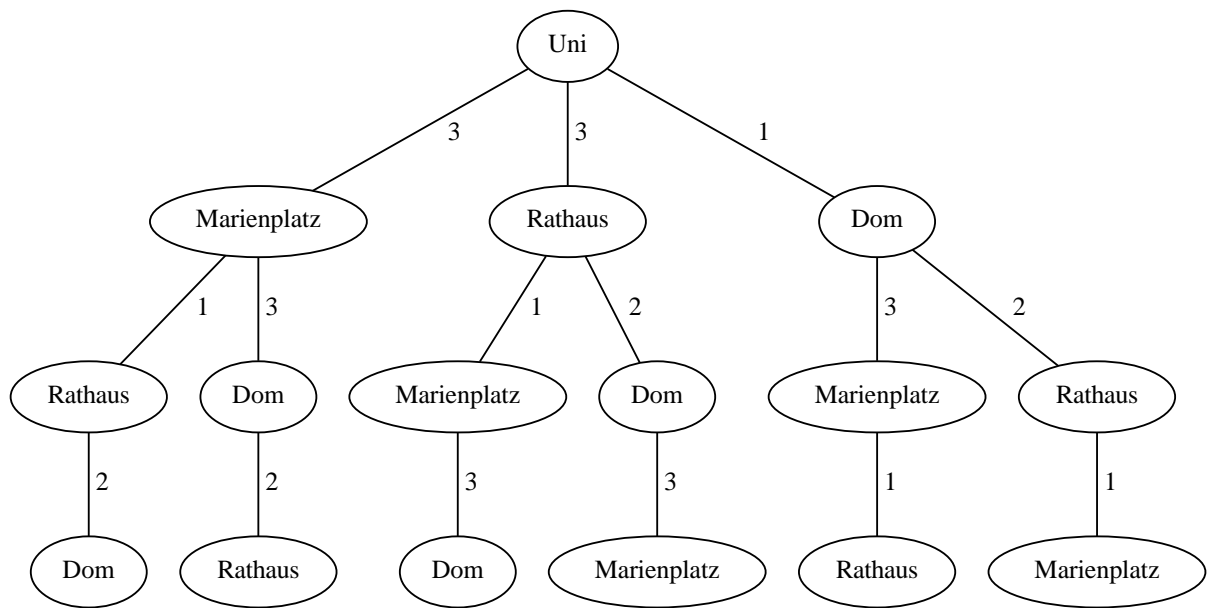 Uni
3 3 1
Marienplatz Rathaus Dom
1 3 1 2 3 2
Rathaus Dom Marienplatz Dom Marienplatz Rathaus
2 2 3 3 1 1
Dom Rathaus Dom Marienplatz Rathaus Marienplatz